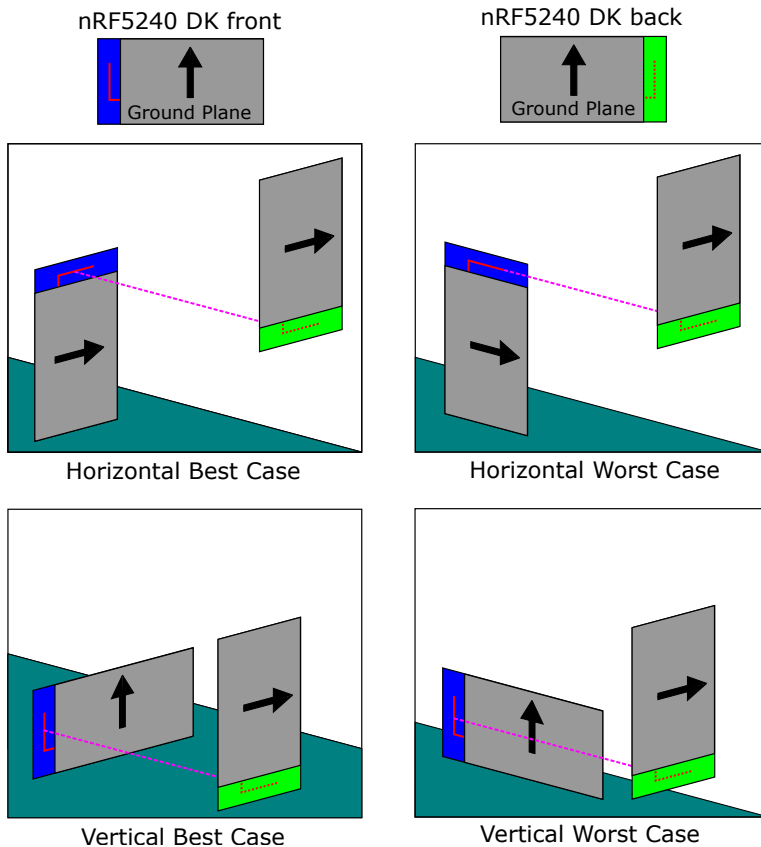 nRF5240 DK front
nRF5240 DK back
Ground Plane
Ground Plane
Horizontal Best Case
Horizontal Worst Case
Vertical Best Case
Vertical Worst Case